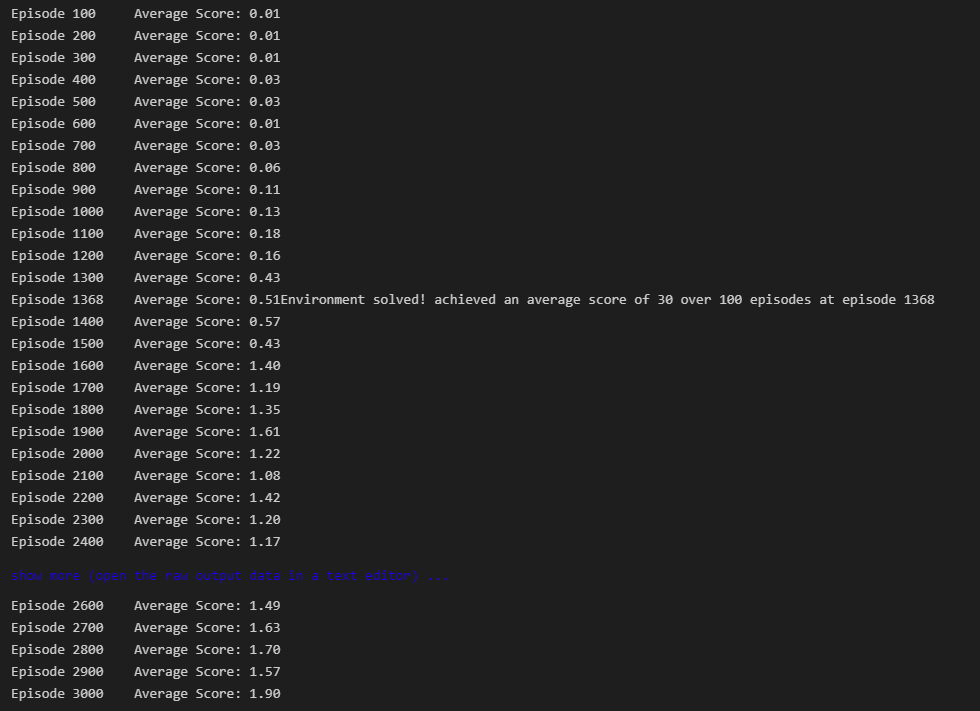 Episode 100 Average Score: 0.01
Episode 200 Average Score: 0.01
Episode 300 Average Score: 0.01
Episode 400 Average Score: 0.03
Episode 500 Average Score: 0.03
Episode 600 Average Score: 0.01
Episode 700 Average Score: 0.03
Episode 800 Average Score: 0.06
Episode 900 Average Score: 0.11
Episode 1000 Average Score: 0.13
Episode 1100 Average Score: 0.18
Episode 1200 Average Score: 0.16
Episode 1300 Average Score: 0.43
Episode 1368 Average Score: 0.51Environment solved! achieved an average score of 30 over 100 episodes at episode 1368
Episode 1400 Average Score: 0.57
Episode 1500 Average Score: 0.43
Episode 1600 Average Score: 1.40
Episode 1700 Average Score: 1.19
Episode 1800 Average Score: 1.35
Episode 1900 Average Score: 1.61
Episode 2000 Average Score: 1.22
Episode 2100 Average Score: 1.08
Episode 2200 Average Score: 1.42
Episode 2300 Average Score: 1.20
Episode 2400 Average Score: 1.17
show more (open the raw output data in a text editor) ...
Episode 2600 Average Score: 1.49
Episode 2700 Average Score: 1.63
Episode 2800 Average Score: 1.70
Episode 2900 Average Score: 1.57
Episode 3000 Average Score: 1.90